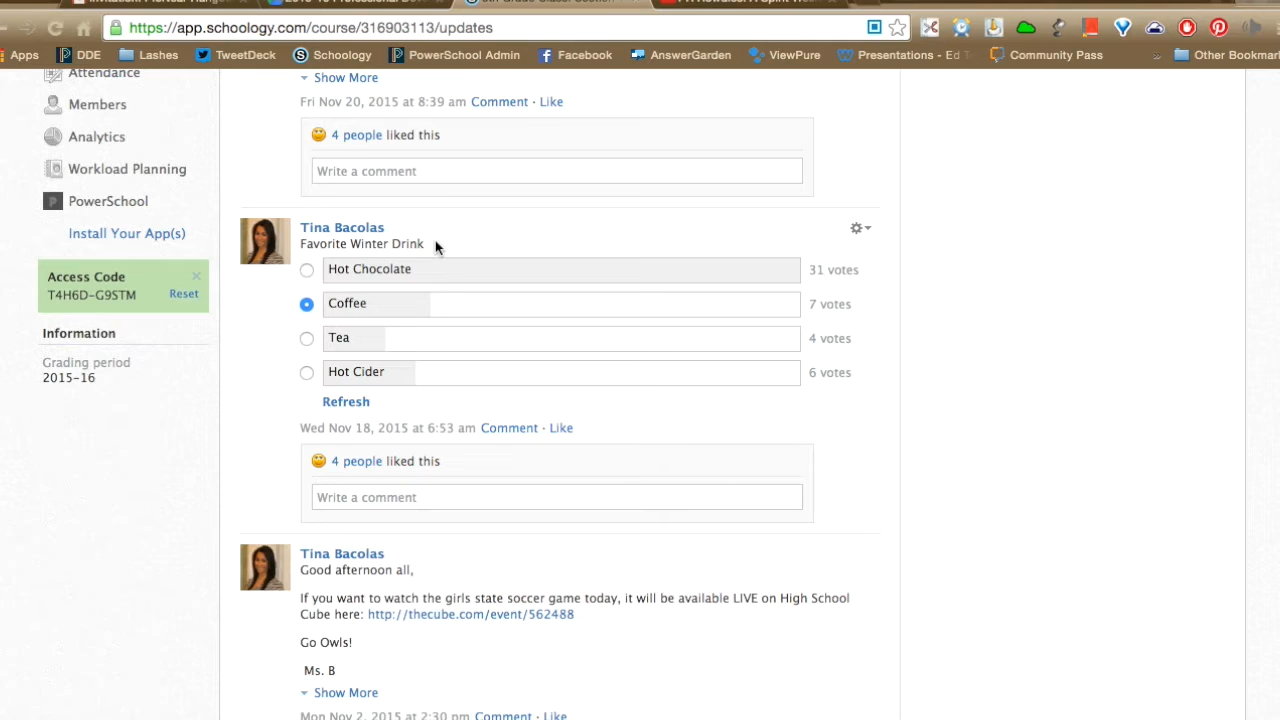 https://app.schoology.com/course/316903113/updates
Apps DDE Lashes TweetDeck Schoology PowerSchool Admin Facebook AnswerGarden ViewPure Presentations - Ed T Community Pass » Other Bookmar
Attendance
Members
Analytics
Workload Planning
PowerSchool
Install Your App(s)
Access Code
T4H6D-G9STM Reset
Information
Grading period
2015-16
Show More
Fri Nov 20, 2015 at 8:39 am Comment · Like
4 people liked this
Write a comment
Tina Bacolas
Favorite Winter Drink
Hot Chocolate 31 votes
Coffee 7 votes
Tea 4 votes
Hot Cider 6 votes
Refresh
Wed Nov 18, 2015 at 6:53 am Comment · Like
4 people liked this
Write a comment
Tina Bacolas
Good afternoon all,
If you want to watch the girls state soccer game today, it will be available LIVE on High School
Cube here: http://thecube.com/event/562488
Go Owls!
Ms. B
Show More
Mon Nov 2, 2015 at 2:30 pm Comment · Like